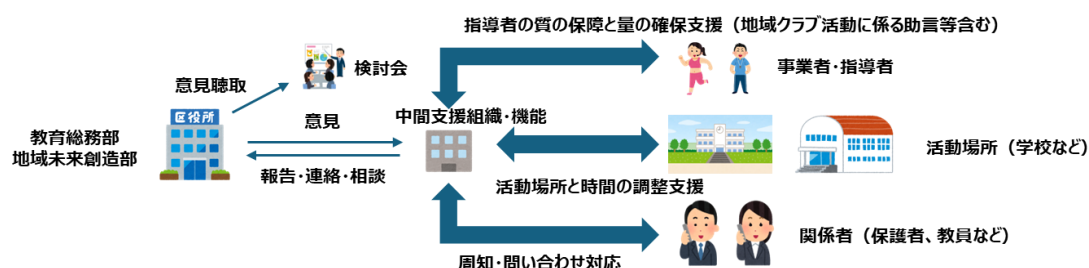 指導者の質の保障と量の確保支援（地域クラブ活動に係る助言等含む）
検討会
事業者・指導者
意見聴取
区役所
意見
中間支援組織・機能
教育総務部
地域未来創造部
活動場所（学校など）
報告・連絡・相談
活動場所と時間の調整支援
関係者（保護者、教員など）
周知・問い合わせ対応